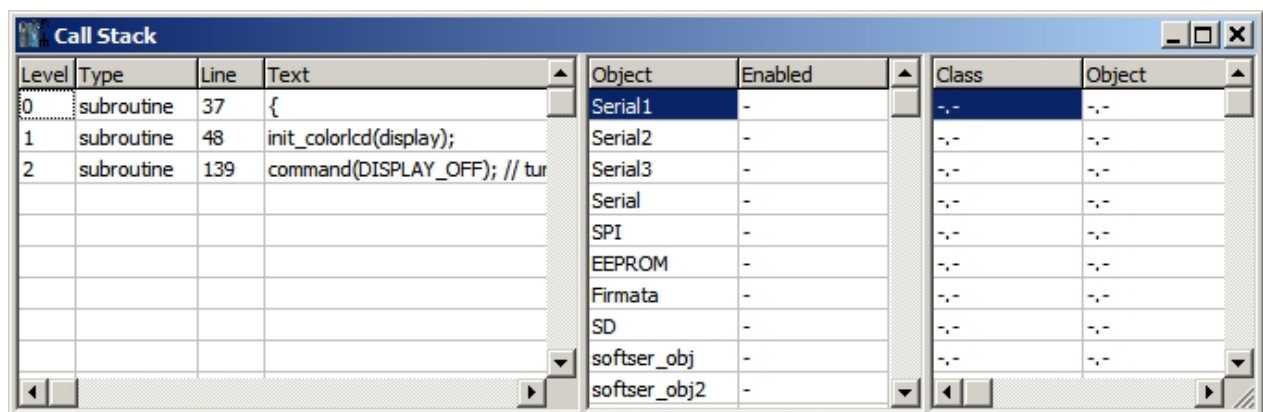 Call Stack
Level Type Line Text Object Enabled Class Object
0 subroutine 37 { Serial1 - -,- -,-
1 subroutine 48 init_colorlcd(display); Serial2 - -,- -,-
2 subroutine 139 command(DISPLAY_OFF); // tur Serial3 - -,- -,-
Serial - -,- -,-
SPI - -,- -,-
EEPROM - -,- -,-
Firmata - -,- -,-
SD - -,- -,-
softser_obj - -,- -,-
softser_obj2 -